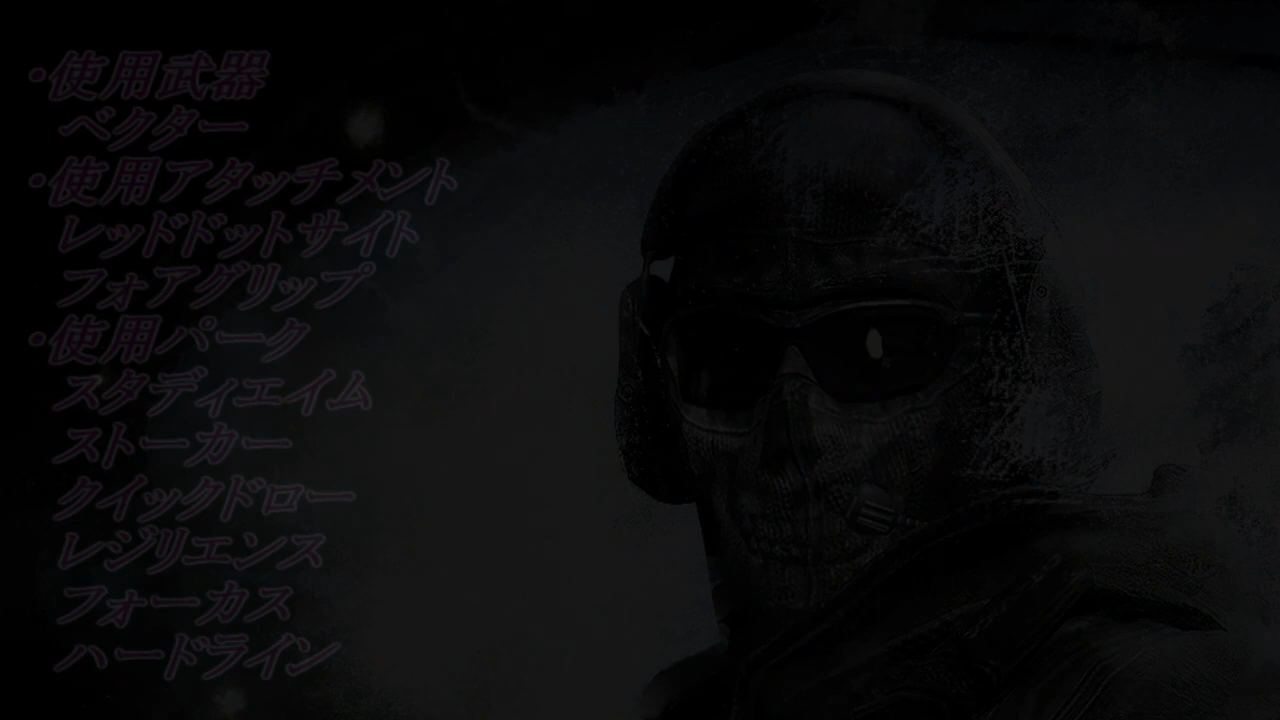 ・使用武器
ベクター
・使用アタッチメント
レッドドットサイト
フォアグリップ
・使用パーク
スタディエイム
ストーカー
クイックドロー
レジリエンス
フォーカス
ハードライン